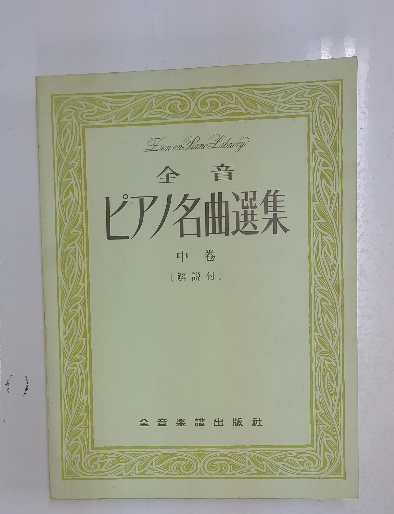 Zen-on Piano Library
全音
ピアノ名曲選集
中巻
(解説付)
全音楽譜出版社